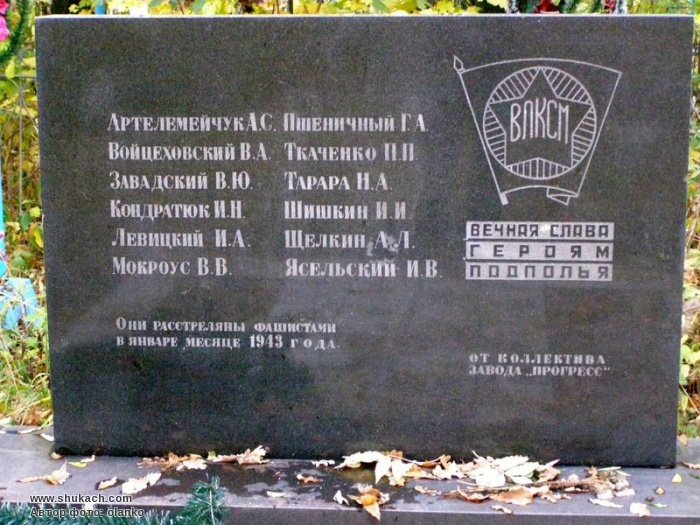 Артелемейчук А.С.
Войцеховский В.А
Завадский В.Ю.
Кондратюк И.Н.
Левицкий И.А.
Мокроус В.В.
Пшеничный Г.А.
Ткаченко П.П.
Тарара Н.А.
Шишкин И.И.
Щелкин А.Л.
Ясельский И.В.
Они расстреляны фашистами
в январе месяце 1943 года.
ВЛКСМ
ВЕЧНАЯ СЛАВА
ГЕРОЯМ
ПОДПОЛЬЯ
ОТ КОЛЛЕКТИВА
ЗАВОДА „ПРОГРЕСС"
www.shukach.com
Автор фото: olanko